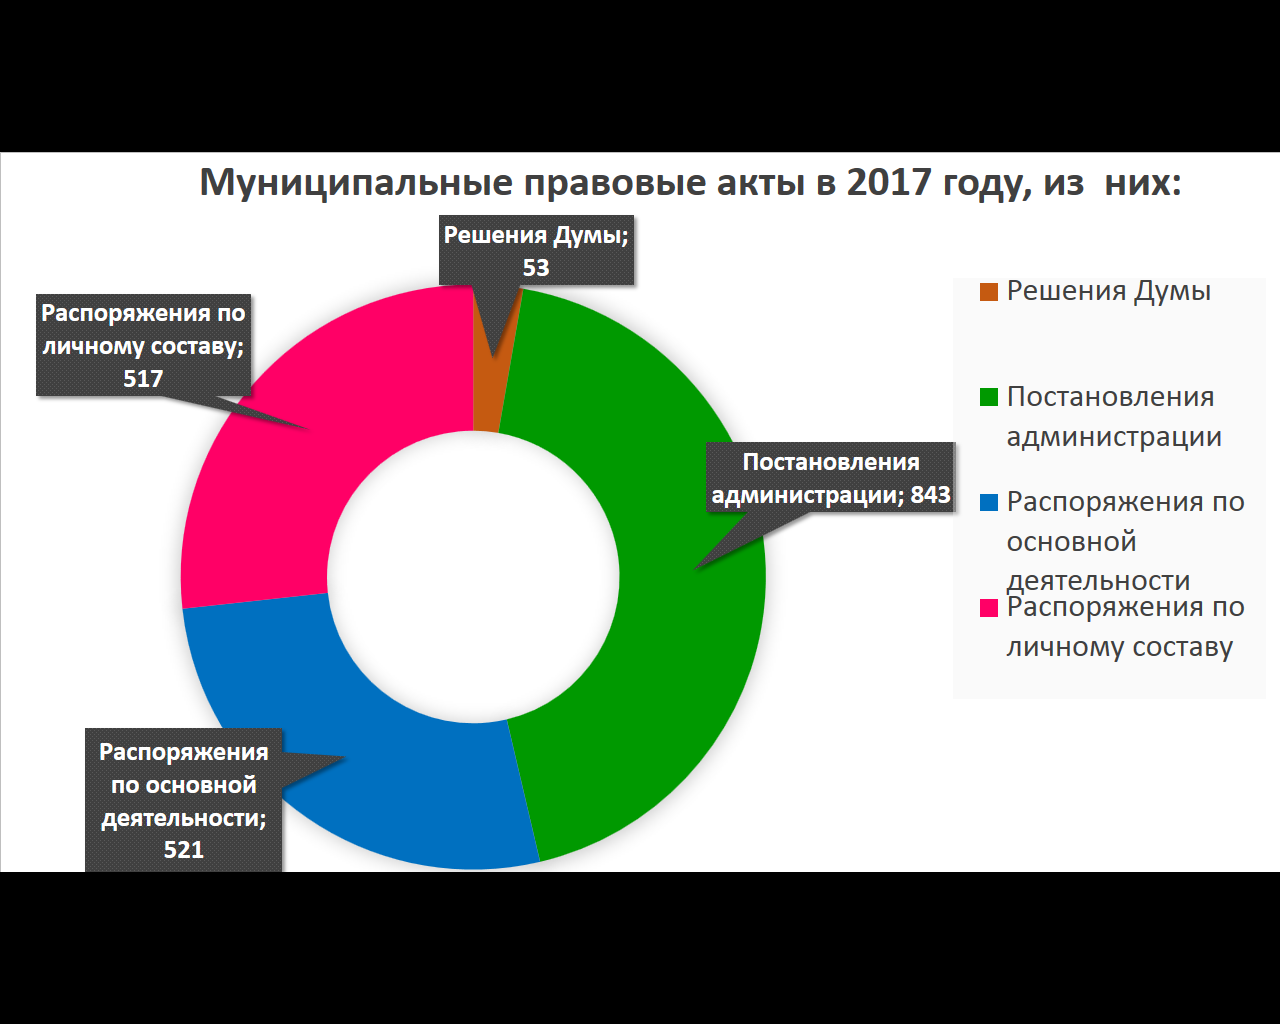 Муниципальные правовые акты в 2017 году, из  них:
Решения Думы;
53
Распоряжения по
личному составу;
517
Постановления
администрации; 843
Распоряжения
по основной
деятельности;
521
Решения Думы
Постановления
администрации
Распоряжения по
основной
деятельности
Распоряжения по
личному составу